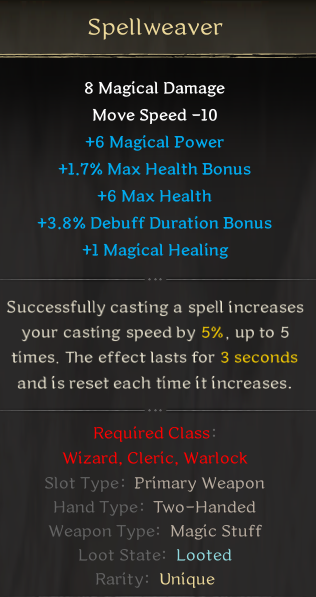 Spellweaver
8 Magical Damage
Move Speed -10
+6 Magical Power
+1.7% Max Health Bonus
+6 Max Health
+3.8% Debuff Duration Bonus
+1 Magical Healing
Successfully casting a spell increases
your casting speed by 5%, up to 5
times. The effect lasts for 3 seconds
and is reset each time it increases.
Required Class:
Wizard, Cleric, Warlock
Slot Type: Primary Weapon
Hand Type: Two-Handed
Weapon Type: Magic Stuff
Loot State: Looted
Rarity: Unique